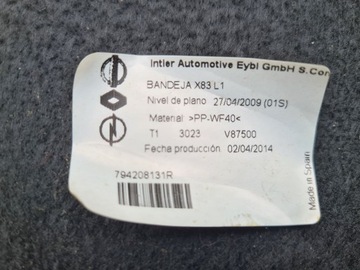 Intier Automotive Eybl GmbH S.Com
BANDEJA X83 L1
Nivel de plano 27/04/2009 (01S)
Material >PP-WF40<
T1 3023 V87500
Fecha producción 02/04/2014
794208131R
Made in Spain